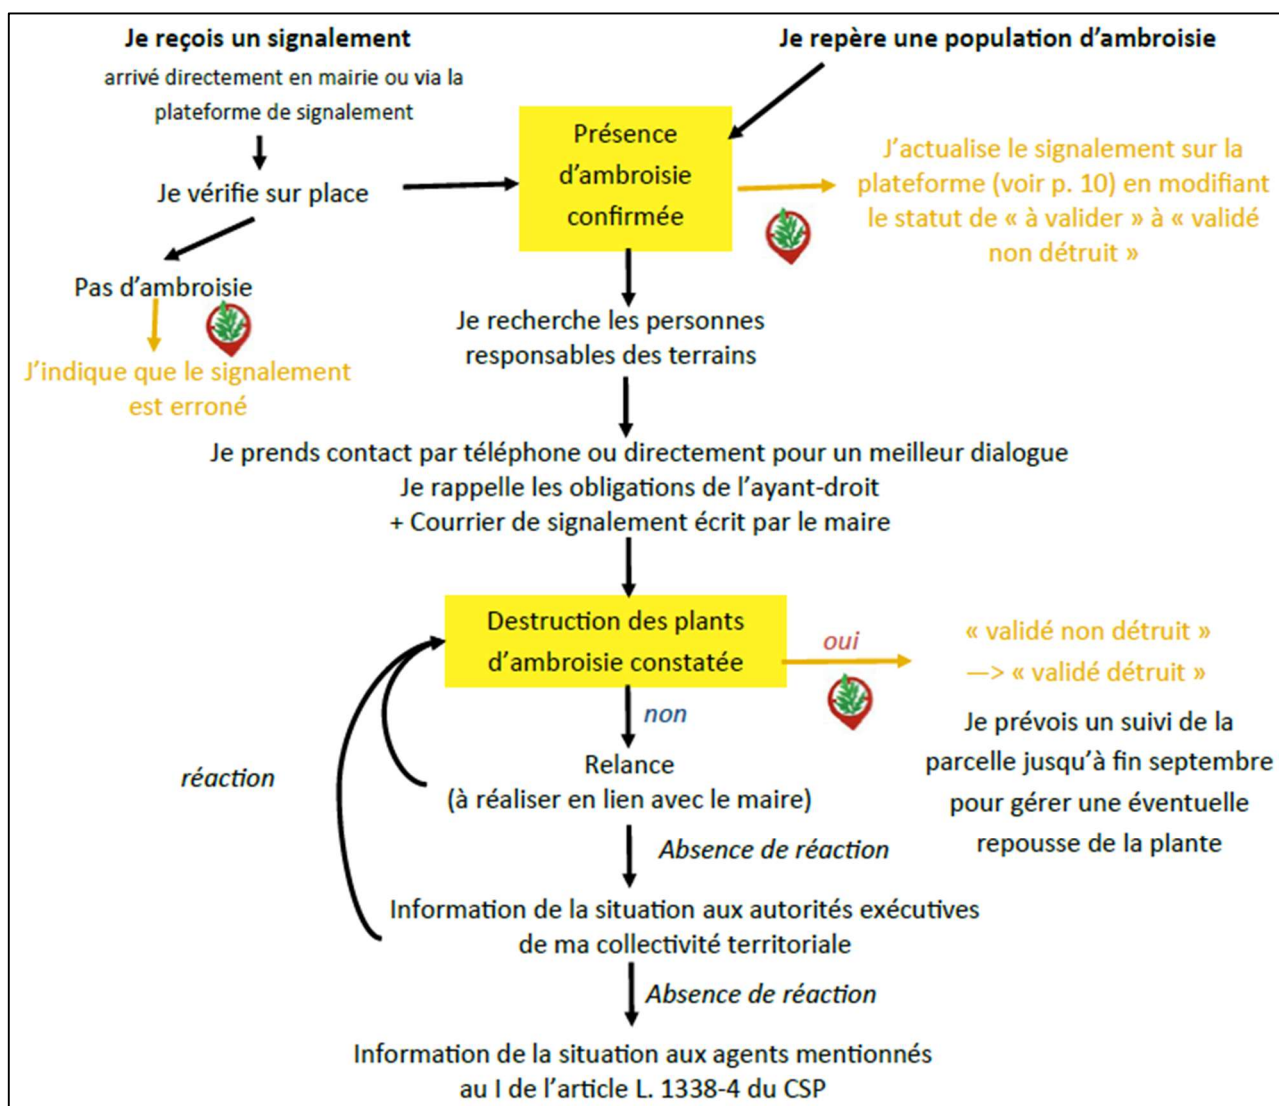 Je reçois un signalement
arrivé directement en mairie ou via la
plateforme de signalement
Je repère une population d’ambroisie
Présence
d’ambroisie
confirmée
J’actualise le signalement sur la
plateforme (voir p. 10) en modifiant
le statut de « à valider » à « validé
non détruit »
Je vérifie sur place
Pas d’ambroisie
J’indique que le signalement
est erroné
Je recherche les personnes
responsables des terrains
Je prends contact par téléphone ou directement pour un meilleur dialogue
Je rappelle les obligations de l’ayant-droit
+ Courrier de signalement écrit par le maire
Destruction des plants
d’ambroisie constatée
oui
« validé non détruit »
—> « validé détruit »
Je prévois un suivi de la
parcelle jusqu’à fin septembre
pour gérer une éventuelle
repousse de la plante
non
Relance
(à réaliser en lien avec le maire)
réaction
Absence de réaction
Information de la situation aux autorités exécutives
de ma collectivité territoriale
Absence de réaction
Information de la situation aux agents mentionnés
au I de l’article L. 1338-4 du CSP